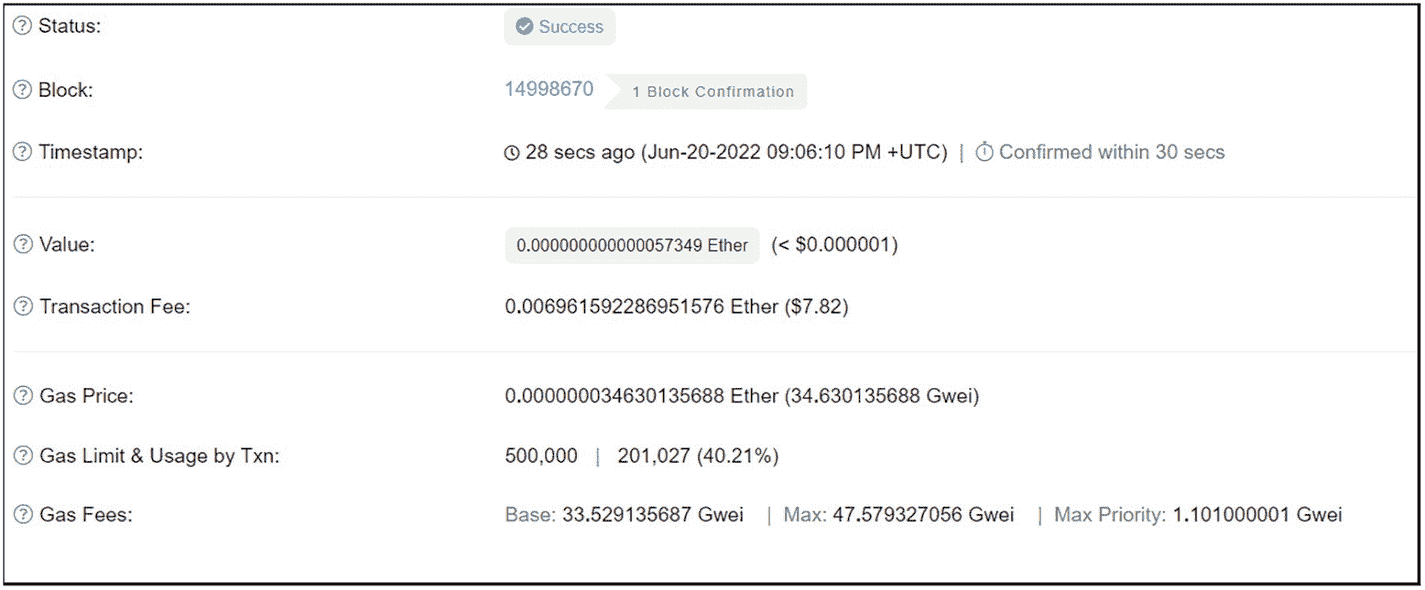 Status: Success
Block: 14998670 1 Block Confirmation
Timestamp: 28 secs ago (Jun-20-2022 09:06:10 PM +UTC) | Confirmed within 30 secs
Value: 0.000000000000057349 Ether (< $0.000001)
Transaction Fee: 0.006961592286951576 Ether ($7.82)
Gas Price: 0.000000034630135688 Ether (34.630135688 Gwei)
Gas Limit & Usage by Txn: 500,000 | 201,027 (40.21%)
Gas Fees: Base: 33.529135687 Gwei | Max: 47.579327056 Gwei | Max Priority: 1.101000001 Gwei